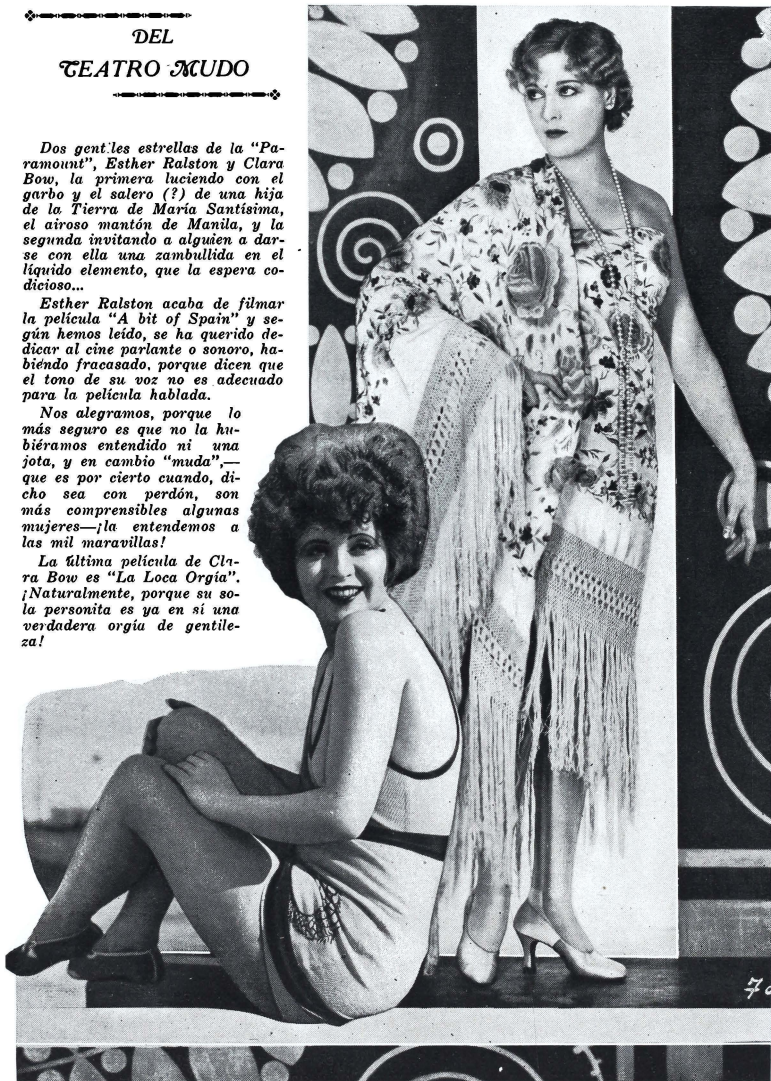 DEL
TEATRO MUDO
Dos gentiles estrellas de la "Pa-
ramount", Esther Ralston y Clara
Bow, la primera luciendo con el
garbo y el salero (?) de una hija
de la Tierra de María Santísima,
el airoso mantón de Manila, y la
segunda invitando a alguien a dar-
se con ella una zambullida en el
líquido elemento, que la espera co-
dicioso...
Esther Ralston acaba de filmar
la película "A bit of Spain" y se-
gún hemos leído, se ha querido de-
dicar al cine parlante o sonoro, ha-
biéndo fracasado, porque dicen que
el tono de su voz no es adecuado
para la película hablada.
Nos alegramos, porque lo
más seguro es que no la hu-
biéramos entendido ni una
jota, y en cambio "muda",—
que es por cierto cuando, di-
cho sea con perdón, son
más comprensibles algunas
mujeres—¡la entendemos a
las mil maravillas!
La última película de Cla-
ra Bow es "La Loca Orgía".
¡Naturalmente, porque su so-
la personita es ya en sí una
verdadera orgía de gentile-
za!